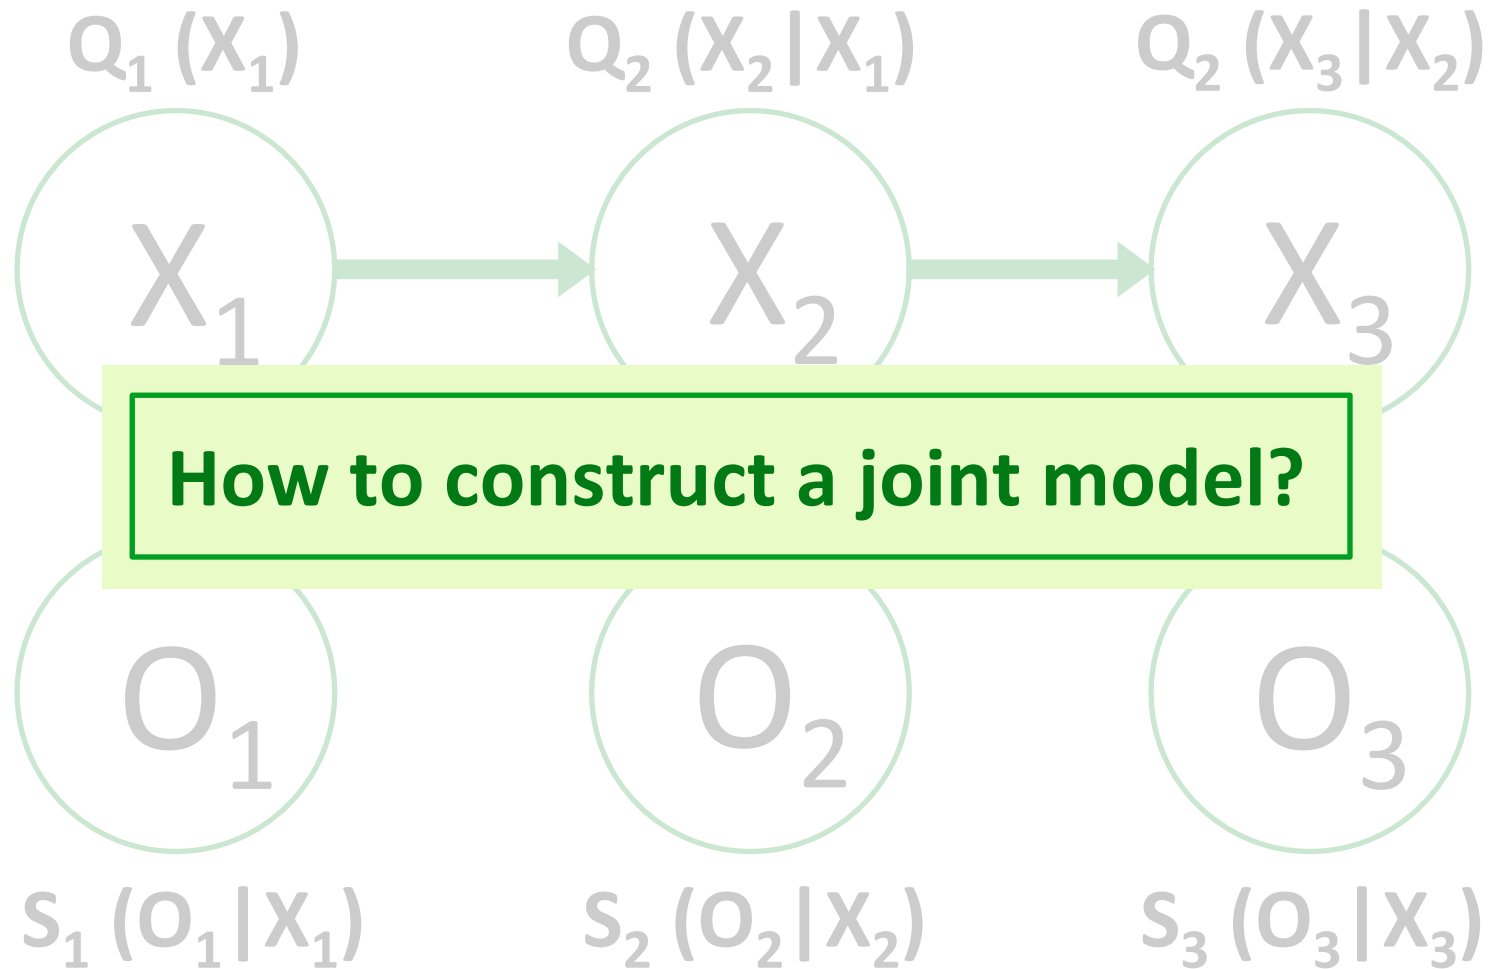 Q₁ (X₁) Q₂ (X₂|X₁) Q₂ (X₃|X₂)
X₁ X₂ X₃
How to construct a joint model?
O₁ O₂ O₃
S₁ (O₁|X₁) S₂ (O₂|X₂) S₃ (O₃|X₃)